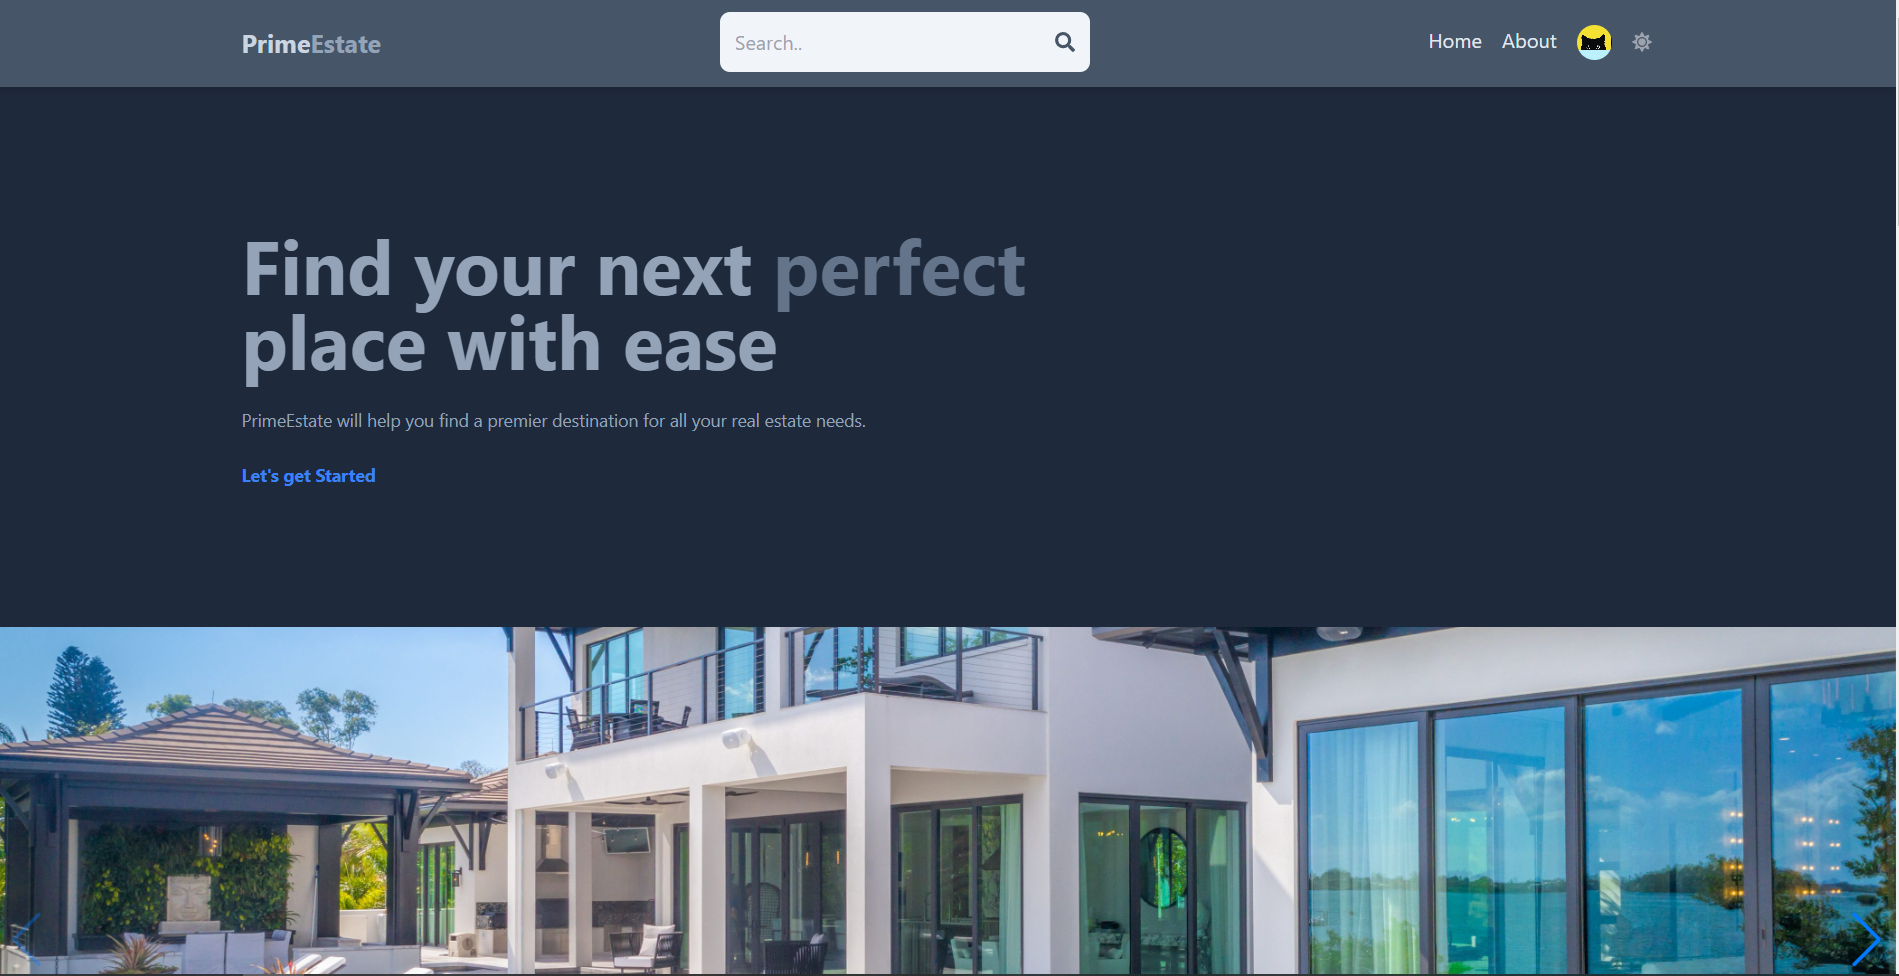 PrimeEstate
Search..
Home
About
Find your next perfect
place with ease
PrimeEstate will help you find a premier destination for all your real estate needs.
Let's get Started